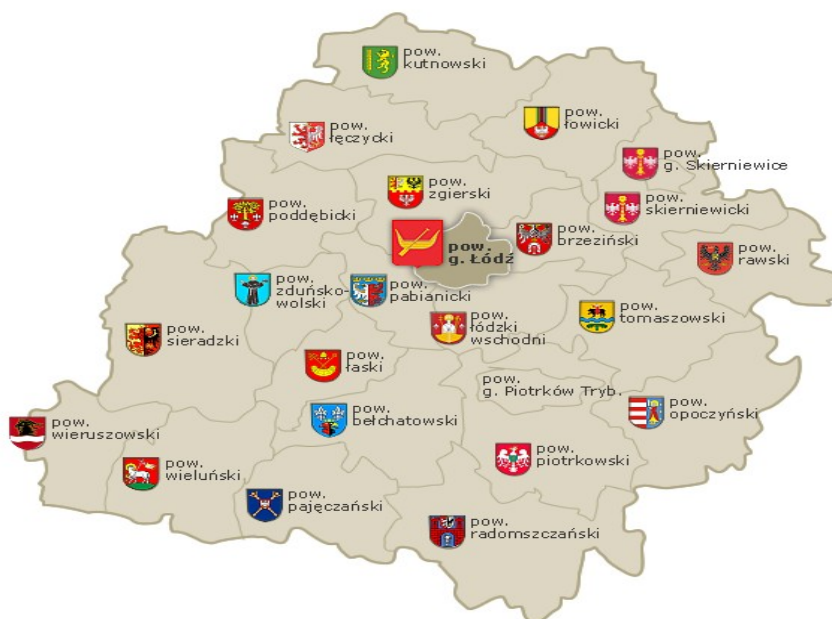 pow.
kutnowski
pow.
łęczycki
pow.
łowicki
pow.
g. Skierniewice
pow.
zgierski
pow.
skierniewicki
pow.
poddębicki
pow.
brzeziński
pow.
g. Łódź
pow.
rawski
pow.
zduńsko-
wolski
pow.
pabianicki
pow.
łódzki
wschodni
pow.
tomaszowski
pow.
sieradzki
pow.
łaski
pow.
g. Piotrków Tryb.
pow.
opoczyński
pow.
bełchatowski
pow.
wieruszowski
pow.
piotrkowski
pow.
wieluński
pow.
pajęczański
pow.
radomszczański